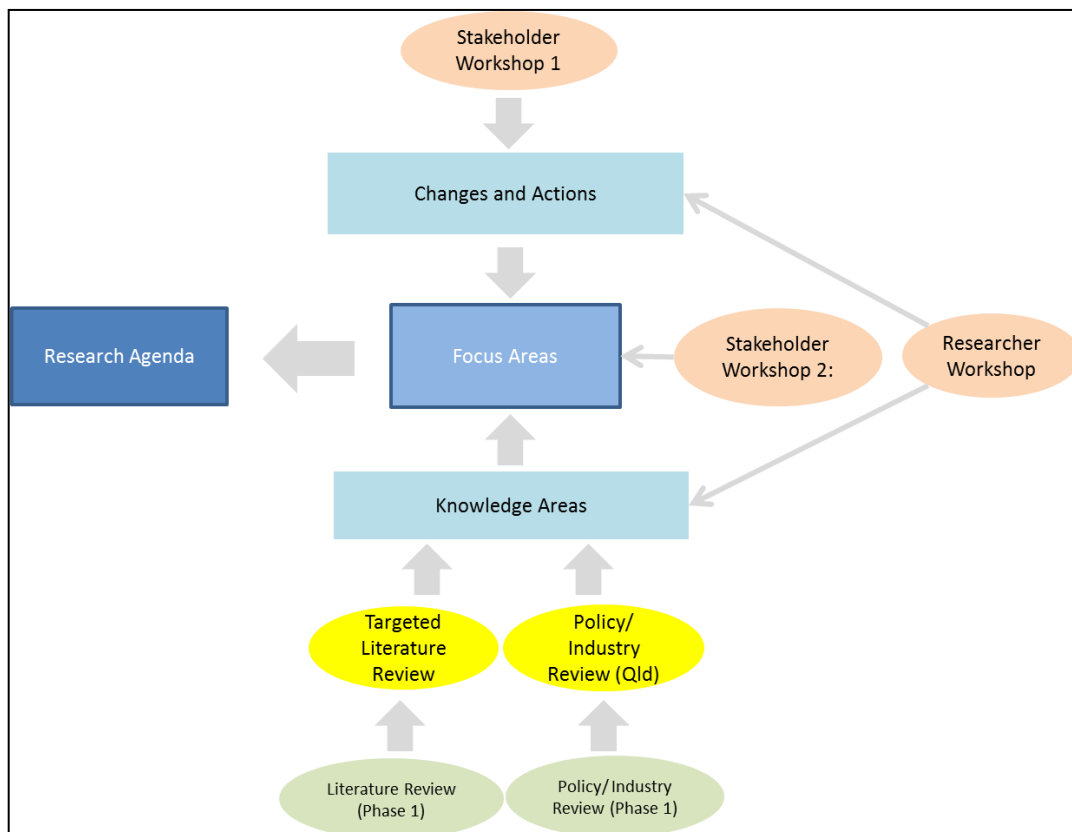 Stakeholder
Workshop 1
Changes and Actions
Research Agenda
Focus Areas
Stakeholder
Workshop 2:
Researcher
Workshop
Knowledge Areas
Targeted
Literature
Review
Policy/
Industry
Review (Qld)
Literature Review
(Phase 1)
Policy/Industry
Review (Phase 1)